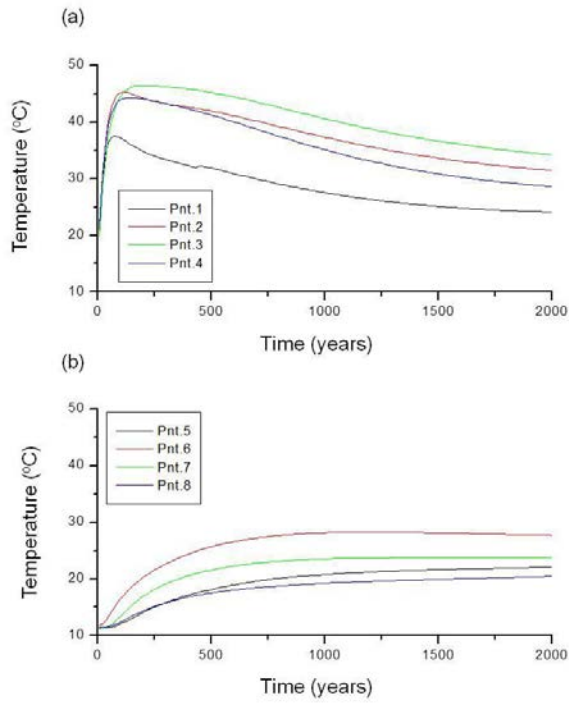 (a)
50
40
30
20
10
Temperature (°C)
Pnt.1
Pnt.2
Pnt.3
Pnt.4
0 500 1000 1500 2000
Time (years)
(b)
50
40
30
20
10
Temperature (°C)
Pnt.5
Pnt.6
Pnt.7
Pnt.8
0 500 1000 1500 2000
Time (years)